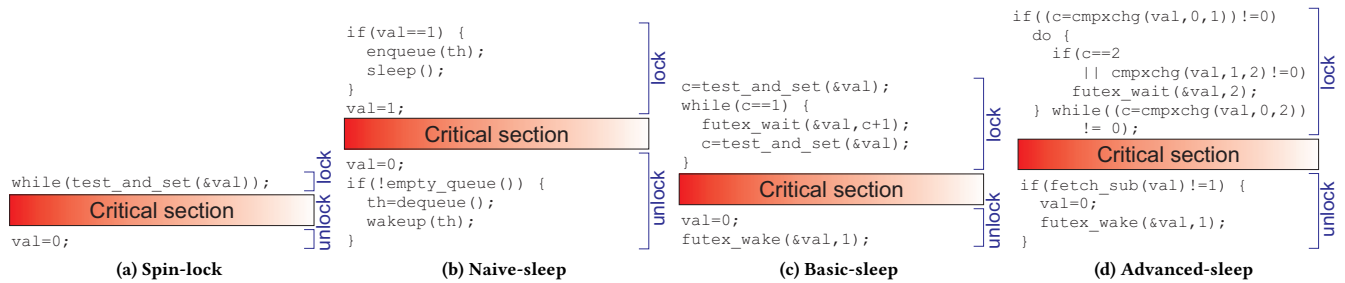 while(test_and_set(&val));
lock
Critical section
unlock
val=0;
(a) Spin-lock
if(val==1) {
enqueue(th);
sleep();
}
val=1;
lock
Critical section
val=0;
if(!empty_queue()) {
th=dequeue();
wakeup(th);
}
unlock
(b) Naive-sleep
c=test_and_set(&val);
while(c==1) {
futex_wait(&val,c+1);
c=test_and_set(&val);
}
lock
Critical section
val=0;
futex_wake(&val,1);
unlock
(c) Basic-sleep
if((c=cmpxchg(val,0,1))!=0)
do {
if(c==2
|| cmpxchg(val,1,2)!=0)
futex_wait(&val,2);
} while((c=cmpxchg(val,0,2))
!= 0);
lock
Critical section
if(fetch_sub(val)!=1) {
val=0;
futex_wake(&val,1);
}
unlock
(d) Advanced-sleep